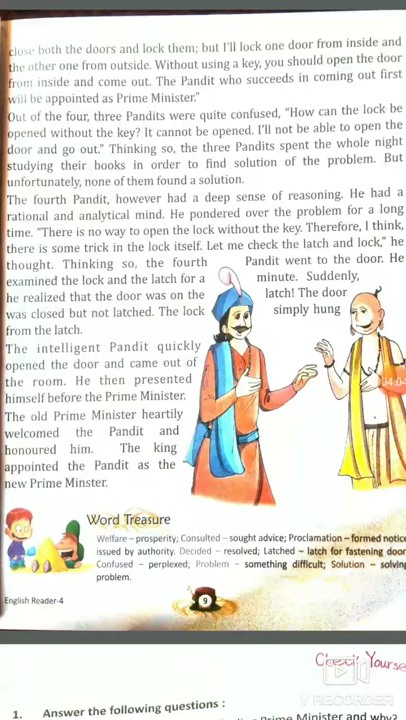 close both the doors and lock them; but I'll lock one door from inside and
the other one from outside. Without using a key, you should open the door
from inside and come out. The Pandit who succeeds in coming out first
will be appointed as Prime Minister."
Out of the four, three Pandits were quite confused, "How can the lock be
opened without the key? It cannot be opened. I'll not be able to open the
door and go out." Thinking so, the three Pandits spent the whole night
studying their books in order to find solution of the problem. But
unfortunately, none of them found a solution.
The fourth Pandit, however had a deep sense of reasoning. He had a
rational and analytical mind. He pondered over the problem for a long
time. "There is no way to open the lock without the key. Therefore, I think,
there is some trick in the lock itself. Let me check the latch and lock," he
thought. Thinking so, the fourth Pandit went to the door. He
examined the lock and the latch for a minute. Suddenly,
he realized that the door was on the latch! The door
was closed but not latched. The lock simply hung
from the latch.
The intelligent Pandit quickly
opened the door and came out of
the room. He then presented
himself before the Prime Minister.
The old Prime Minister heartily
welcomed the Pandit and
honoured him. The king
appointed the Pandit as the
new Prime Minster.
04:04
Word Treasure
Welfare – prosperity; Consulted – sought advice; Proclamation – formed notice
issued by authority. Decided – resolved; Latched – latch for fastening door
Confused – perplexed; Problem – something difficult; Solution – solving
problem.
English Reader-4
9
Yourse
V RECORDER
1. Answer the following questions :
Prime Minister and why?